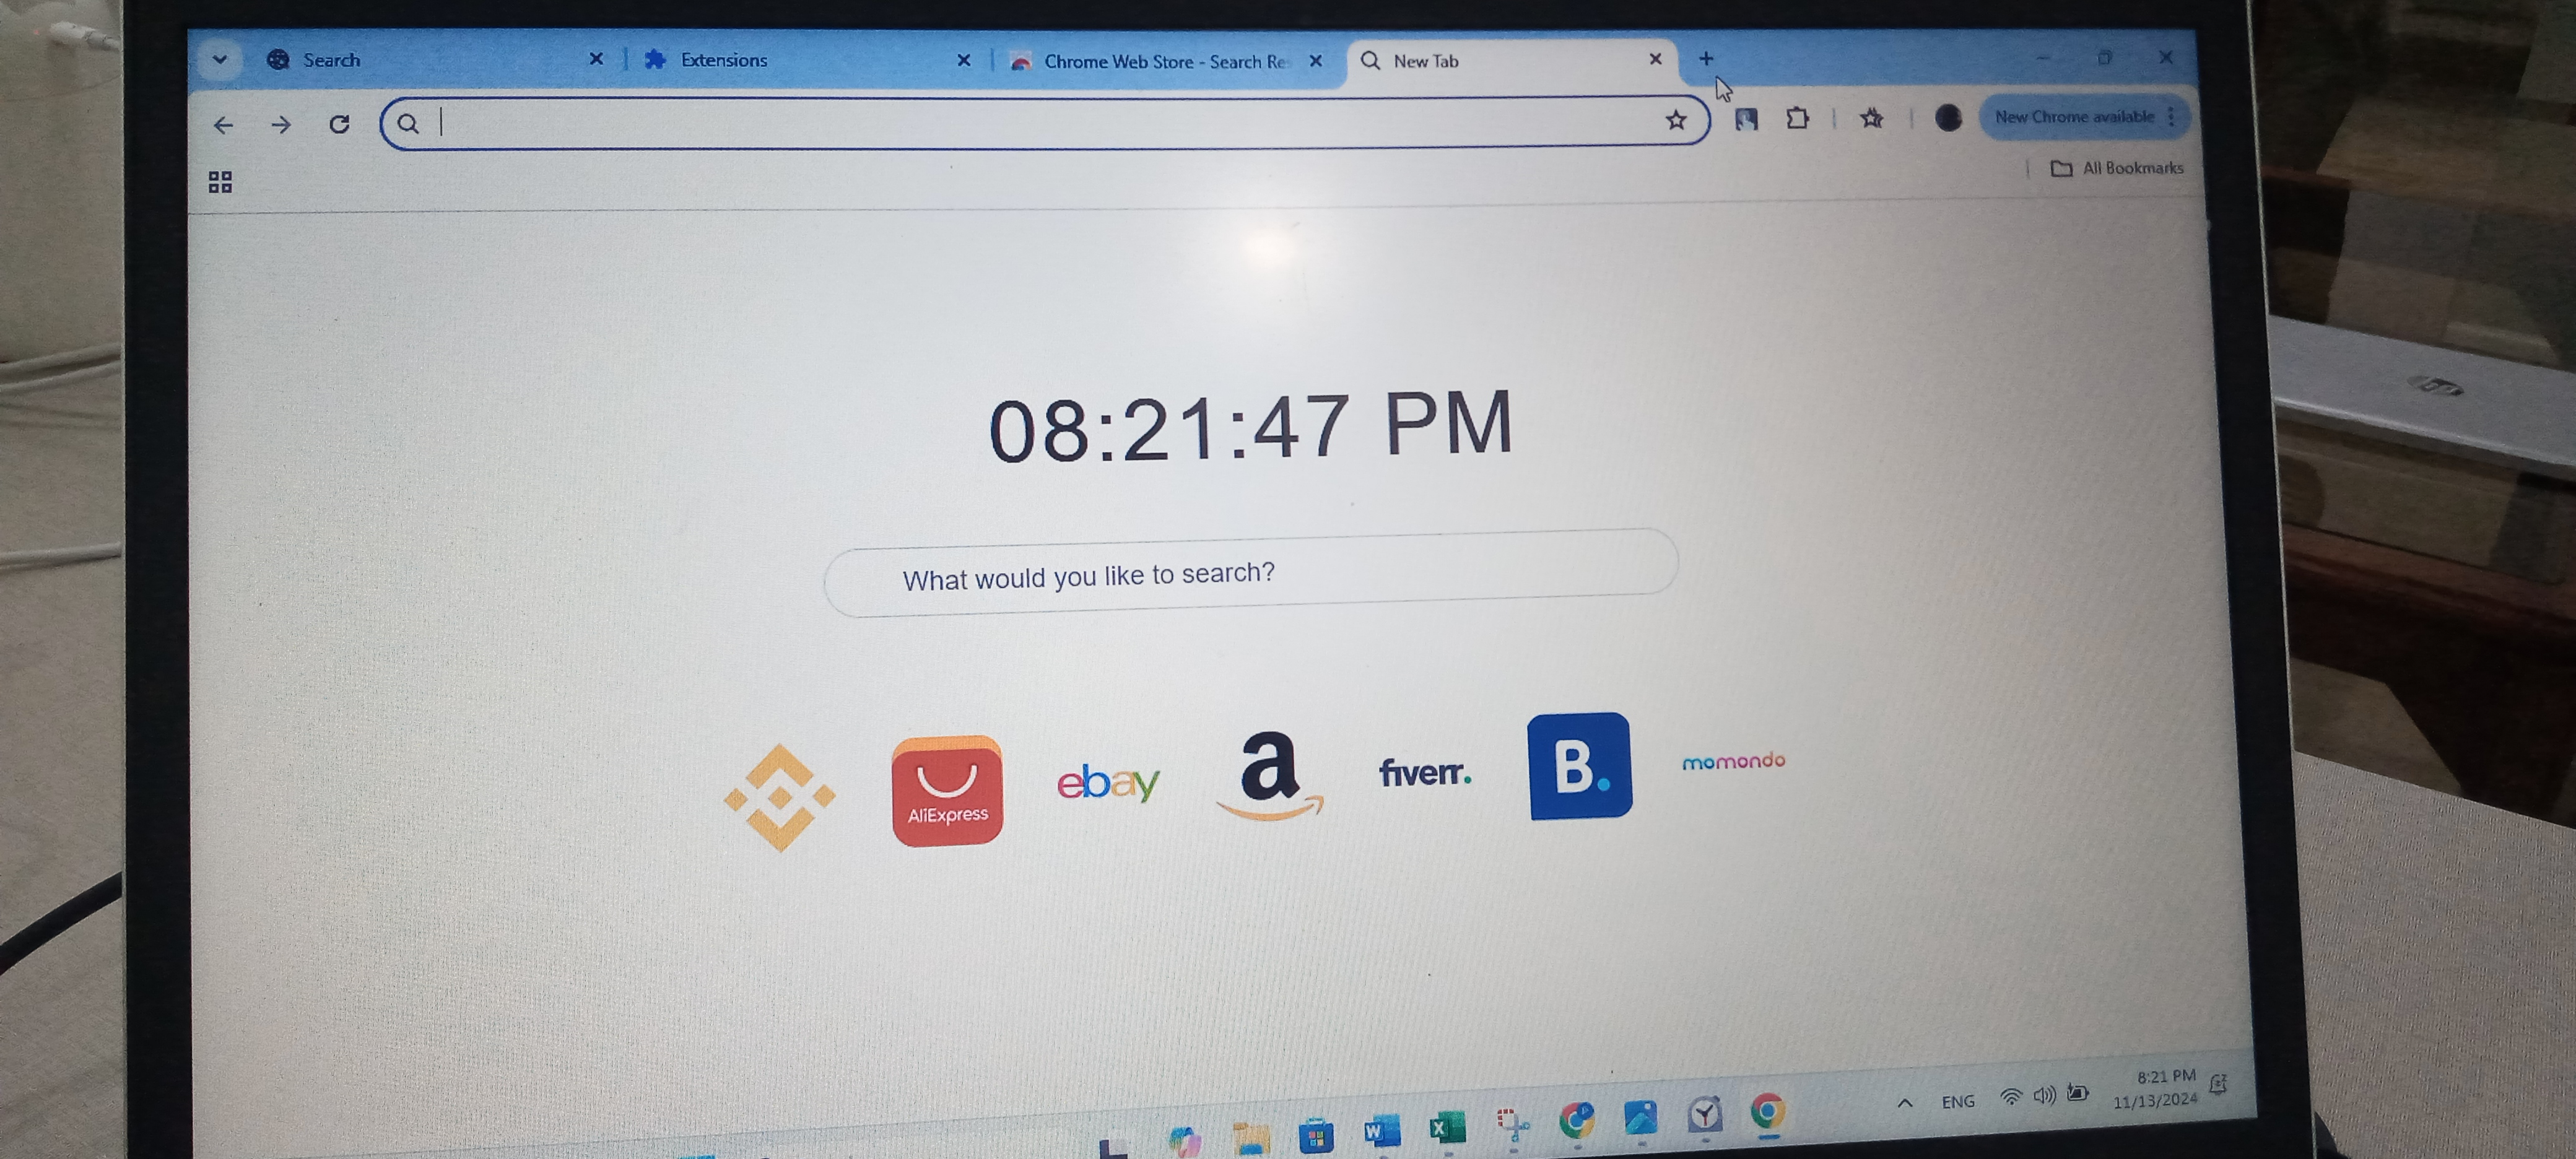 Search
Extensions
Chrome Web Store - Search Re
New Tab
New Chrome available
All Bookmarks
08:21:47 PM
What would you like to search?
AliExpress
ebay
a
fiverr.
B.
momondo
ENG
8:21 PM
11/13/2024
hp